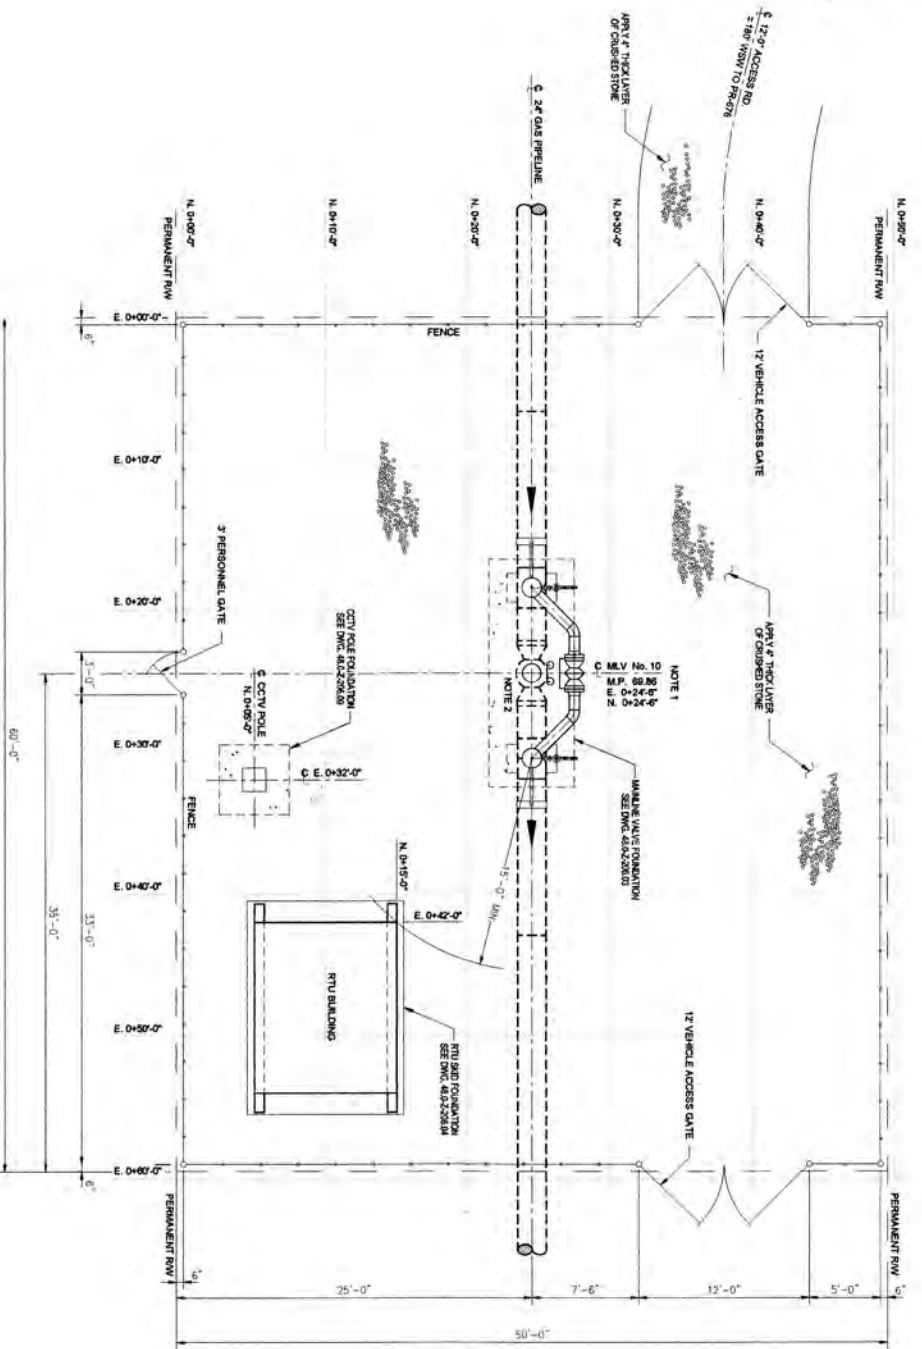 ℄ 12'-0" ACCESS RD.
± 180' WSW TO PR-676
APPLY 4" THICK LAYER
OF CRUSHED STONE
℄ 24" GAS PIPELINE
N. 0+50'-0"
PERMANENT R/W
N. 0+40'-0"
N. 0+30'-0"
N. 0+20'-0"
N. 0+10'-0"
N. 0+00'-0"
PERMANENT R/W
E. 0+00'-0"
6"
FENCE
12' VEHICLE ACCESS GATE
E. 0+10'-0"
3' PERSONNEL GATE
E. 0+20'-0"
3'-0"
APPLY 4" THICK LAYER
OF CRUSHED STONE
NOTE 1
℄ MLV No. 10
M.P. 69.86
E. 0+24'-6"
N. 0+24'-6"
NOTE 2
CCTV POLE FOUNDATION
SEE DWG.
℄ CCTV POLE
N. 0+05'-0"
℄ E. 0+32'-0"
E. 0+30'-0"
FENCE
MAINLINE VALVE FOUNDATION
SEE DWG. 48.0-Z-206.03
15'-0" MIN.
N. 0+15'-0"
E. 0+42'-0"
E. 0+40'-0"
RTU BUILDING
RTU SKID FOUNDATION
SEE DWG. 48.0-Z-206.04
12' VEHICLE ACCESS GATE
E. 0+50'-0"
E. 0+60'-0"
6"
60'-0"
35'-0"
33'-0"
PERMANENT R/W
PERMANENT R/W
6"
25'-0"
7'-6"
12'-0"
5'-0"
6"
50'-0"